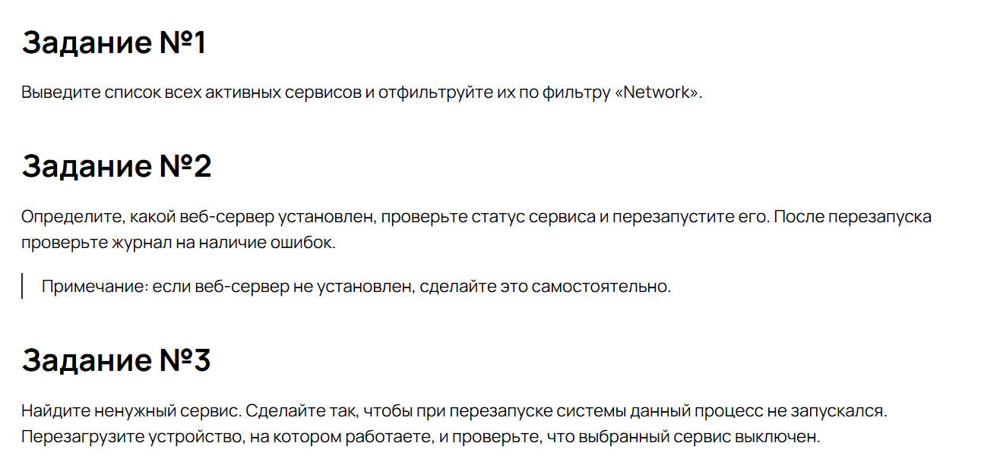 Задание №1
Выведите список всех активных сервисов и отфильтруйте их по фильтру «Network».
Задание №2
Определите, какой веб-сервер установлен, проверьте статус сервиса и перезапустите его. После перезапуска
проверьте журнал на наличие ошибок.
Примечание: если веб-сервер не установлен, сделайте это самостоятельно.
Задание №3
Найдите ненужный сервис. Сделайте так, чтобы при перезапуске системы данный процесс не запускался.
Перезагрузите устройство, на котором работаете, и проверьте, что выбранный сервис выключен.